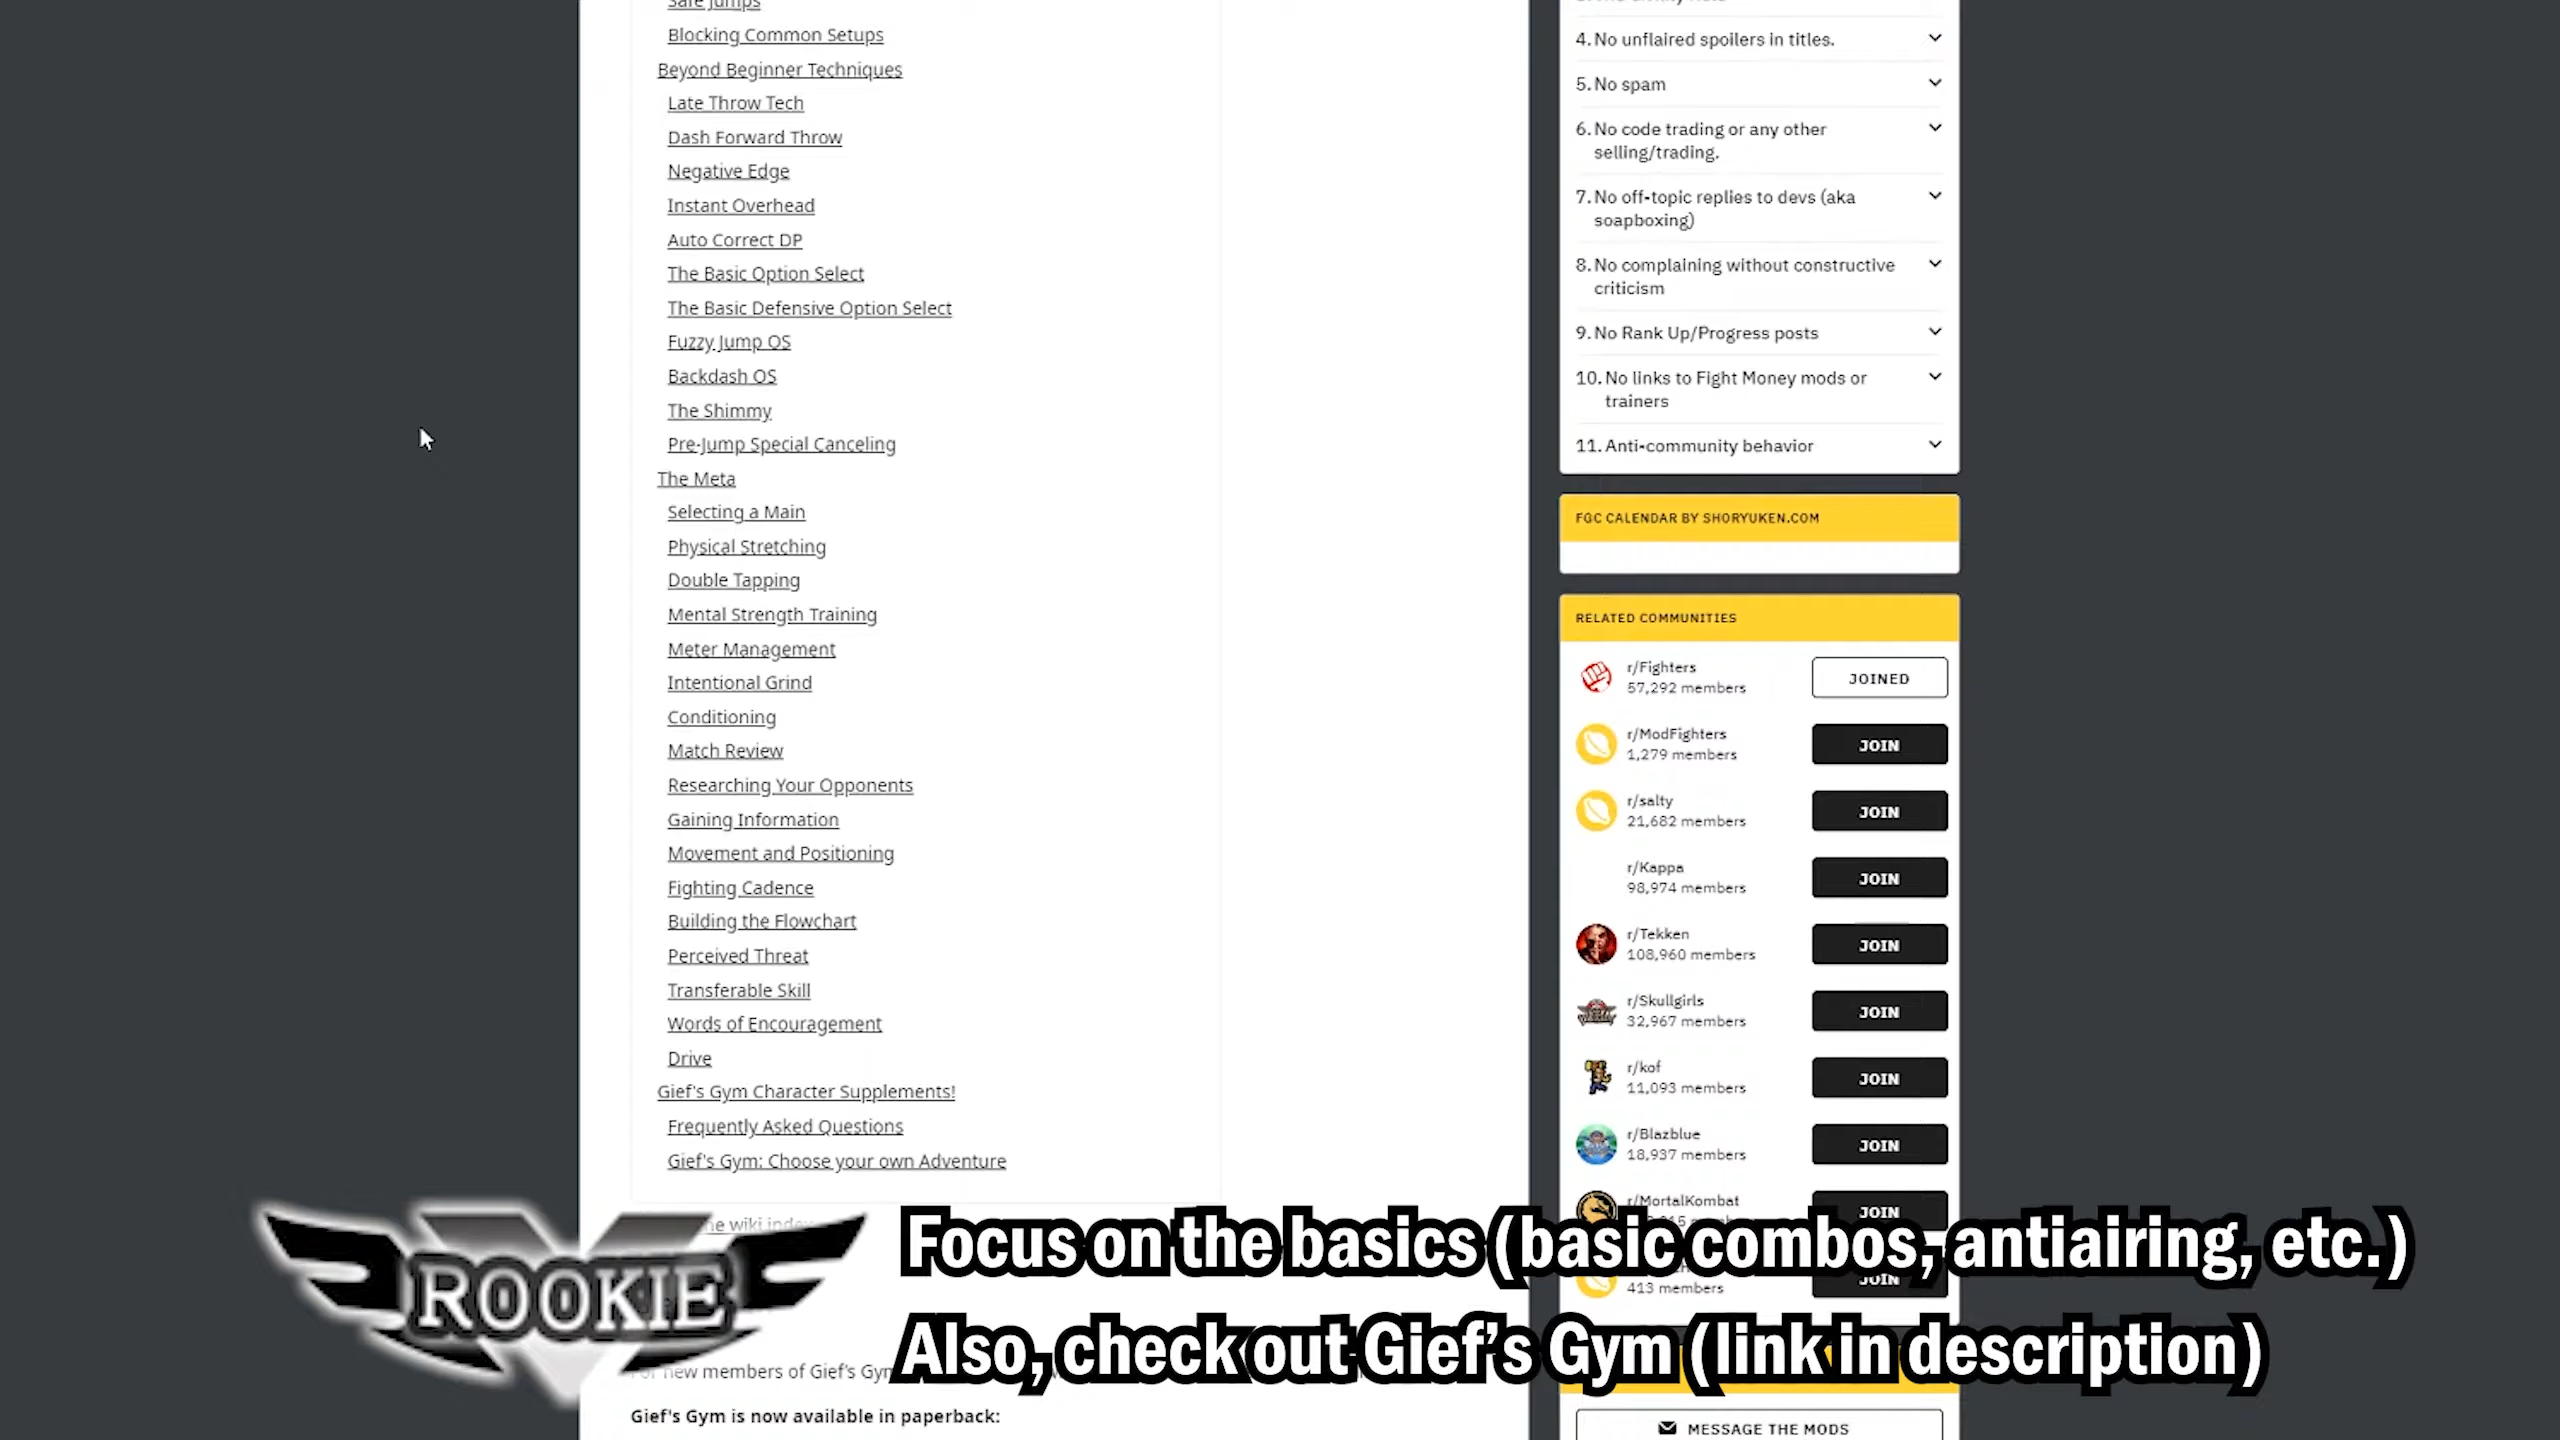 Safe Jumps
Blocking Common Setups
Beyond Beginner Techniques
Late Throw Tech
Dash Forward Throw
Negative Edge
Instant Overhead
Auto Correct DP
The Basic Option Select
The Basic Defensive Option Select
Fuzzy Jump OS
Backdash OS
The Shimmy
Pre-Jump Special Canceling
The Meta
Selecting a Main
Physical Stretching
Double Tapping
Mental Strength Training
Meter Management
Intentional Grind
Conditioning
Match Review
Researching Your Opponents
Gaining Information
Movement and Positioning
Fighting Cadence
Building the Flowchart
Perceived Threat
Transferable Skill
Words of Encouragement
Drive
Gief's Gym Character Supplements!
Frequently Asked Questions
Gief's Gym: Choose your own Adventure
wiki
new members of Gief's
Gief's Gym is now available in paperback:
4. No unflaired spoilers in titles.
5. No spam
6. No code trading or any other
selling/trading.
7. No off-topic replies to devs (aka
soapboxing)
8. No complaining without constructive
criticism
9. No Rank Up/Progress posts
10. No links to Fight Money mods or
trainers
11. Anti-community behavior
FGC CALENDAR BY SHORYUKEN.COM
RELATED COMMUNITIES
r/Fighters
57,292 members
JOINED
r/ModFighters
1,279 members
JOIN
r/salty
21,682 members
JOIN
r/Kappa
98,974 members
JOIN
r/Tekken
108,960 members
JOIN
r/Skullgirls
32,967 members
JOIN
r/kof
11,093 members
JOIN
r/Blazblue
18,937 members
JOIN
r/MortalKombat
JOIN
413 members
JOIN
MESSAGE THE MODS
ROOKIE
Focus on the basics (basic combos, antiairing, etc.)
Also, check out Gief’s Gym (link in description)